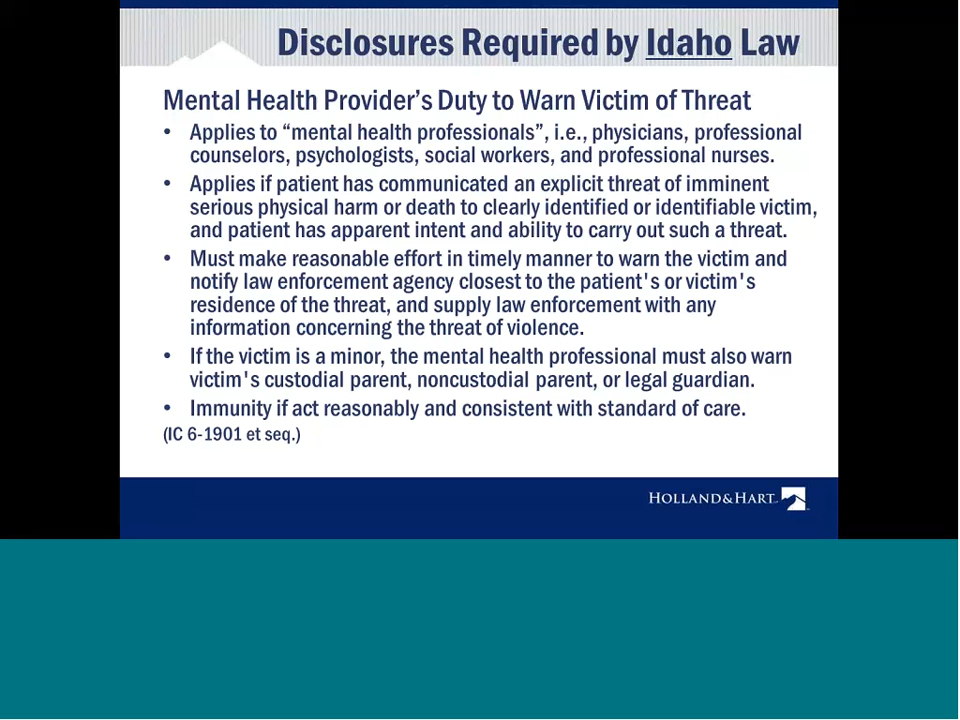 Disclosures Required by Idaho Law
Mental Health Provider’s Duty to Warn Victim of Threat
• Applies to “mental health professionals”, i.e., physicians, professional
counselors, psychologists, social workers, and professional nurses.
• Applies if patient has communicated an explicit threat of imminent
serious physical harm or death to clearly identified or identifiable victim,
and patient has apparent intent and ability to carry out such a threat.
• Must make reasonable effort in timely manner to warn the victim and
notify law enforcement agency closest to the patient's or victim's
residence of the threat, and supply law enforcement with any
information concerning the threat of violence.
• If the victim is a minor, the mental health professional must also warn
victim's custodial parent, noncustodial parent, or legal guardian.
• Immunity if act reasonably and consistent with standard of care.
(IC 6-1901 et seq.)
HOLLAND&HART